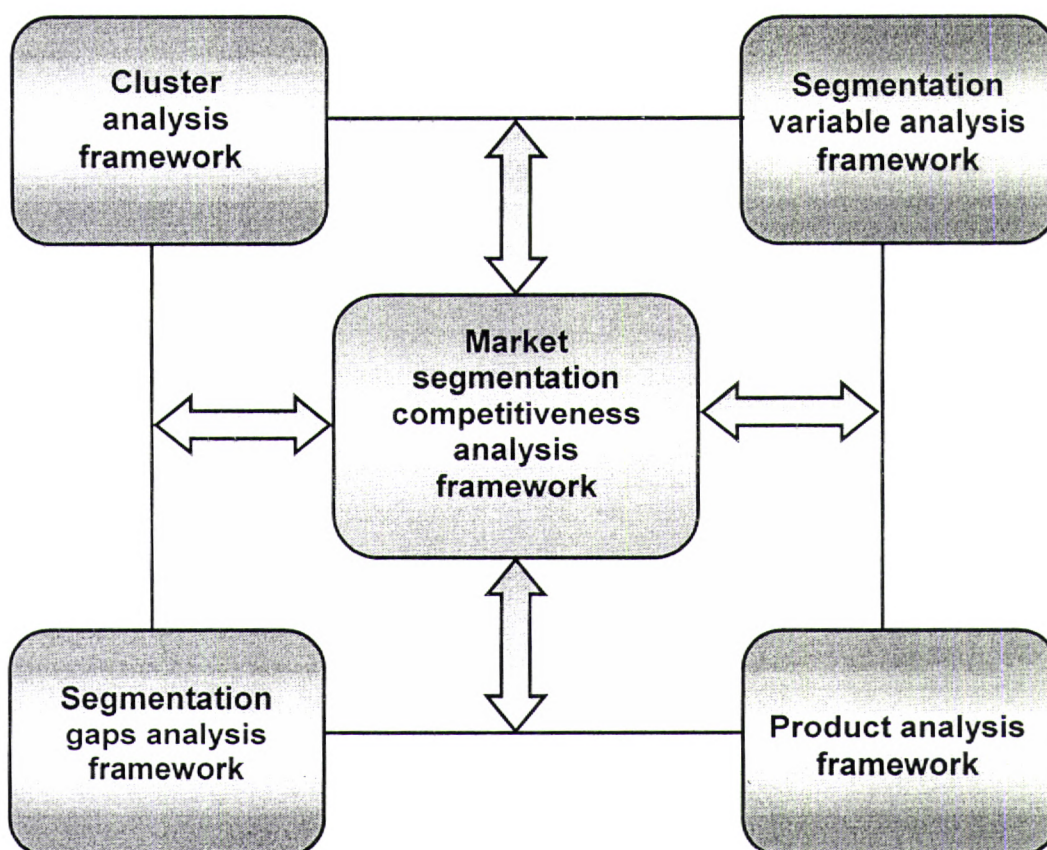 Cluster
analysis
framework
Segmentation
variable analysis
framework
Market
segmentation
competitiveness
analysis
framework
Segmentation
gaps analysis
framework
Product analysis
framework